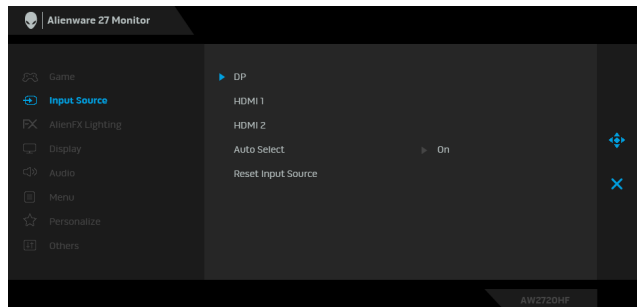 Alienware 27 Monitor
Game
DP
Input Source
HDMI 1
FX AlienFX Lighting
HDMI 2
Display
Auto Select On
Audio
Reset Input Source
Menu
Personalize
Others
AW2720HF